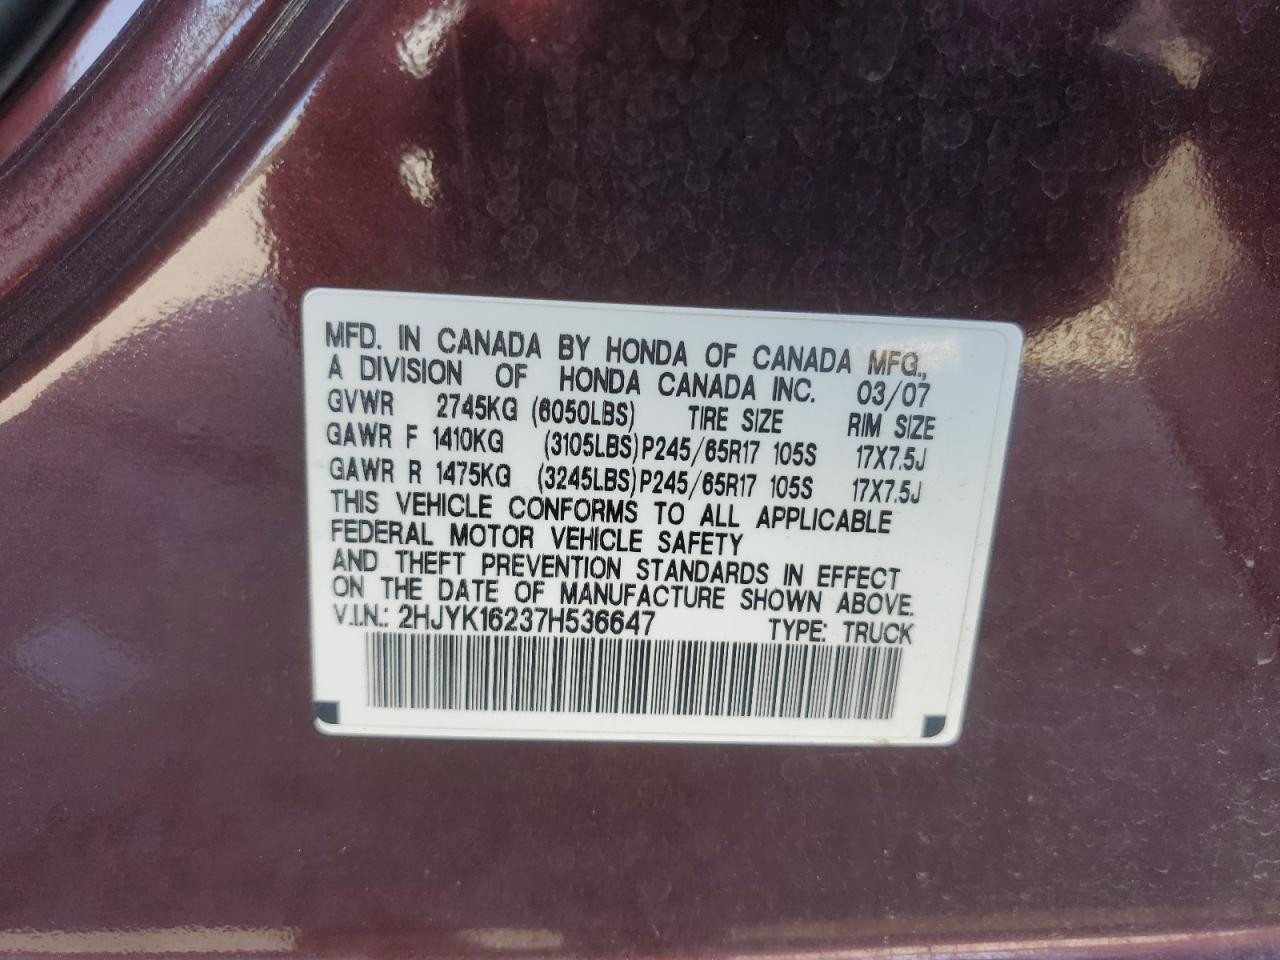 MFD. IN CANADA BY HONDA OF CANADA MFG.,
A DIVISION OF HONDA CANADA INC. 03/07
GVWR 2745KG (6050LBS) TIRE SIZE RIM SIZE
GAWR F 1410KG (3105LBS) P245/65R17 105S 17X7.5J
GAWR R 1475KG (3245LBS) P245/65R17 105S 17X7.5J
THIS VEHICLE CONFORMS TO ALL APPLICABLE
FEDERAL MOTOR VEHICLE SAFETY
AND THEFT PREVENTION STANDARDS IN EFFECT
ON THE DATE OF MANUFACTURE SHOWN ABOVE.
V.I.N.: 2HJYK16237H536647 TYPE: TRUCK